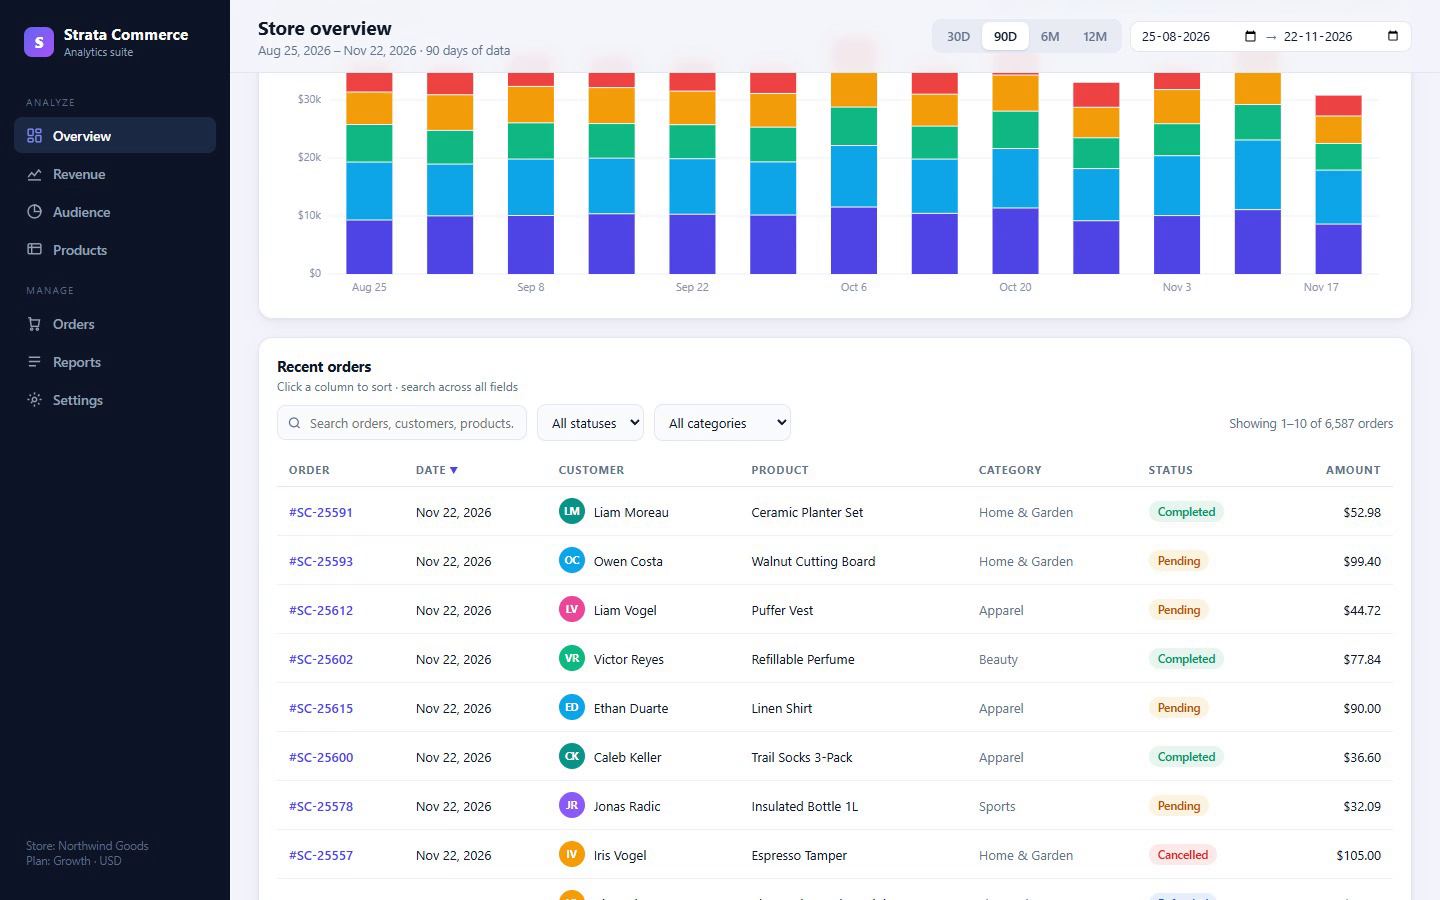 S
Strata Commerce
Analytics suite
ANALYZE
Overview
Revenue
Audience
Products
MANAGE
Orders
Reports
Settings
Store: Northwind Goods
Plan: Growth · USD
Store overview
Aug 25, 2026 – Nov 22, 2026 · 90 days of data
30D 90D 6M 12M 25-08-2026 → 22-11-2026
$30k
$20k
$10k
$0
Aug 25 Sep 8 Sep 22 Oct 6 Oct 20 Nov 3 Nov 17
Recent orders
Click a column to sort · search across all fields
Search orders, customers, products. All statuses All categories Showing 1–10 of 6,587 orders
ORDER DATE ▼ CUSTOMER PRODUCT CATEGORY STATUS AMOUNT
#SC-25591 Nov 22, 2026 LM Liam Moreau Ceramic Planter Set Home & Garden Completed $52.98
#SC-25593 Nov 22, 2026 OC Owen Costa Walnut Cutting Board Home & Garden Pending $99.40
#SC-25612 Nov 22, 2026 LV Liam Vogel Puffer Vest Apparel Pending $44.72
#SC-25602 Nov 22, 2026 VR Victor Reyes Refillable Perfume Beauty Completed $77.84
#SC-25615 Nov 22, 2026 ED Ethan Duarte Linen Shirt Apparel Pending $90.00
#SC-25600 Nov 22, 2026 CK Caleb Keller Trail Socks 3-Pack Apparel Completed $36.60
#SC-25578 Nov 22, 2026 JR Jonas Radic Insulated Bottle 1L Sports Pending $32.09
#SC-25557 Nov 22, 2026 IV Iris Vogel Espresso Tamper Home & Garden Cancelled $105.00